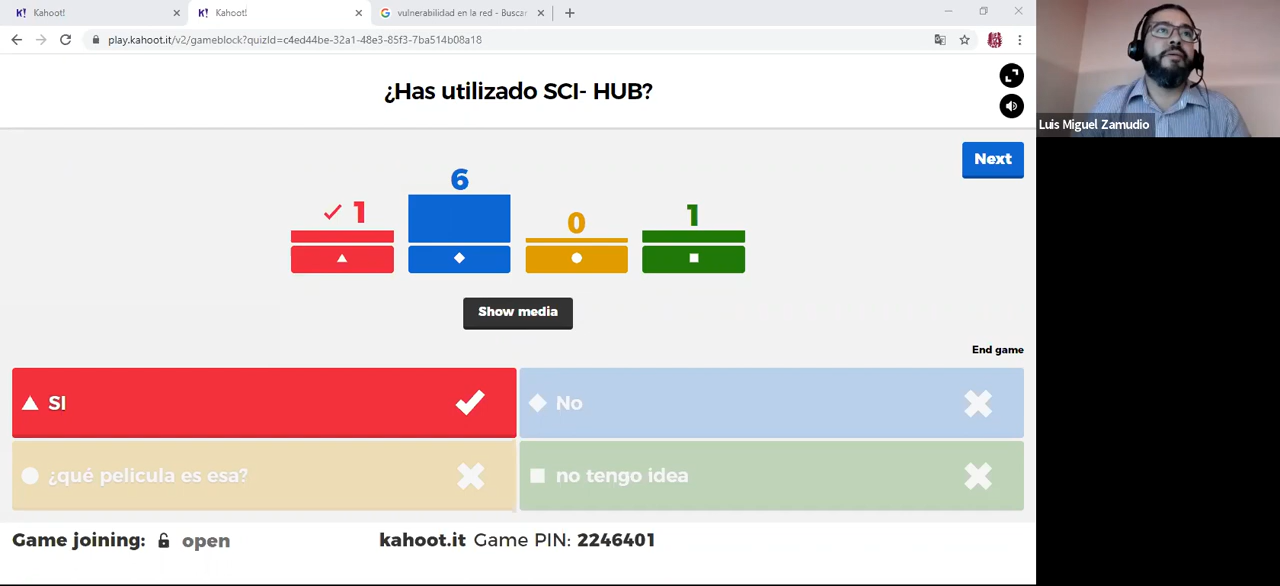 Kahoot!
Kahoot!
vulnerabilidad en la red - Buscar
play.kahoot.it/v2/gameblock?quizId=c4ed44be-32a1-48e3-85f3-7ba514b08a18
¿Has utilizado SCI- HUB?
Luis Miguel Zamudio
Next
1
6
0
1
Show media
End game
SI
No
¿qué pelicula es esa?
no tengo idea
Game joining: open
kahoot.it Game PIN: 2246401